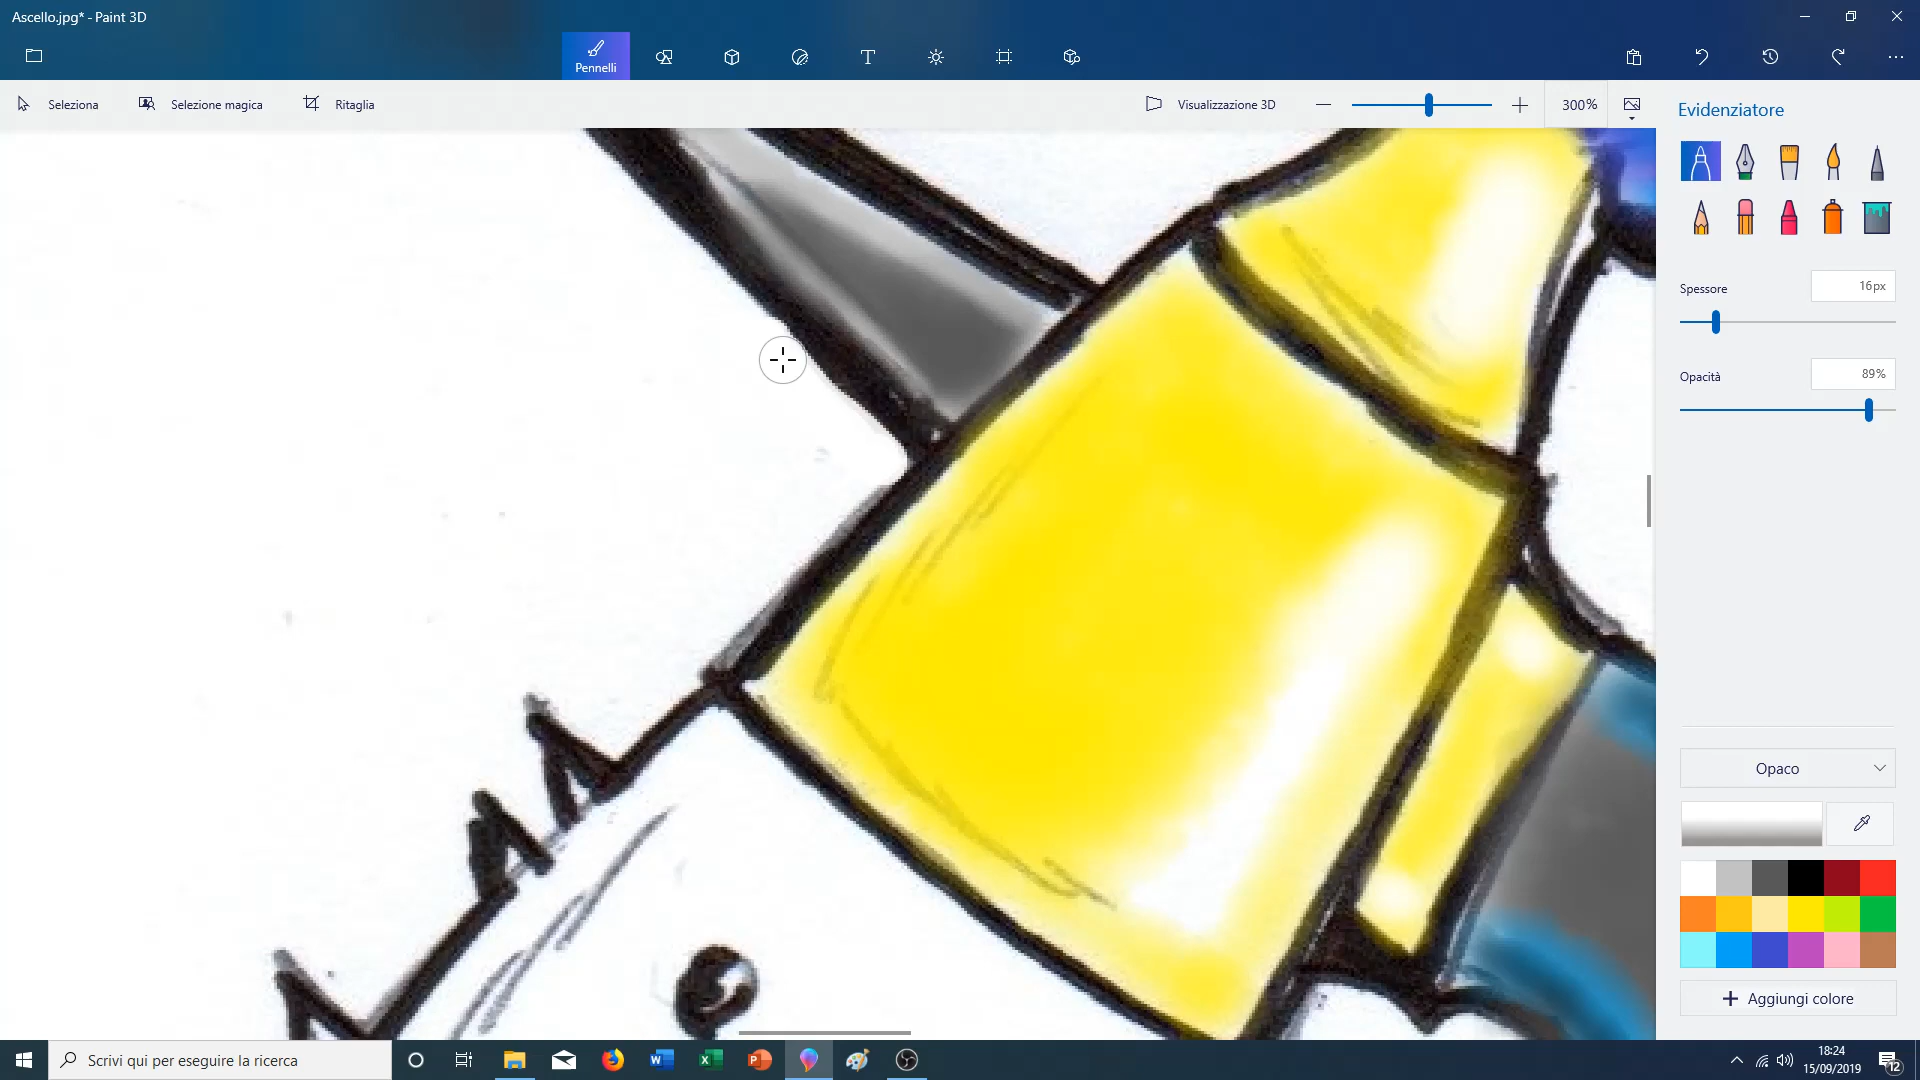 Ascello.jpg* - Paint 3D
Pennelli
Seleziona
Selezione magica
Ritaglia
Visualizzazione 3D
300%
Evidenziatore
Spessore
16px
Opacità
89%
Opaco
Aggiungi colore
Scrivi qui per eseguire la ricerca
18:24
15/09/2019
12